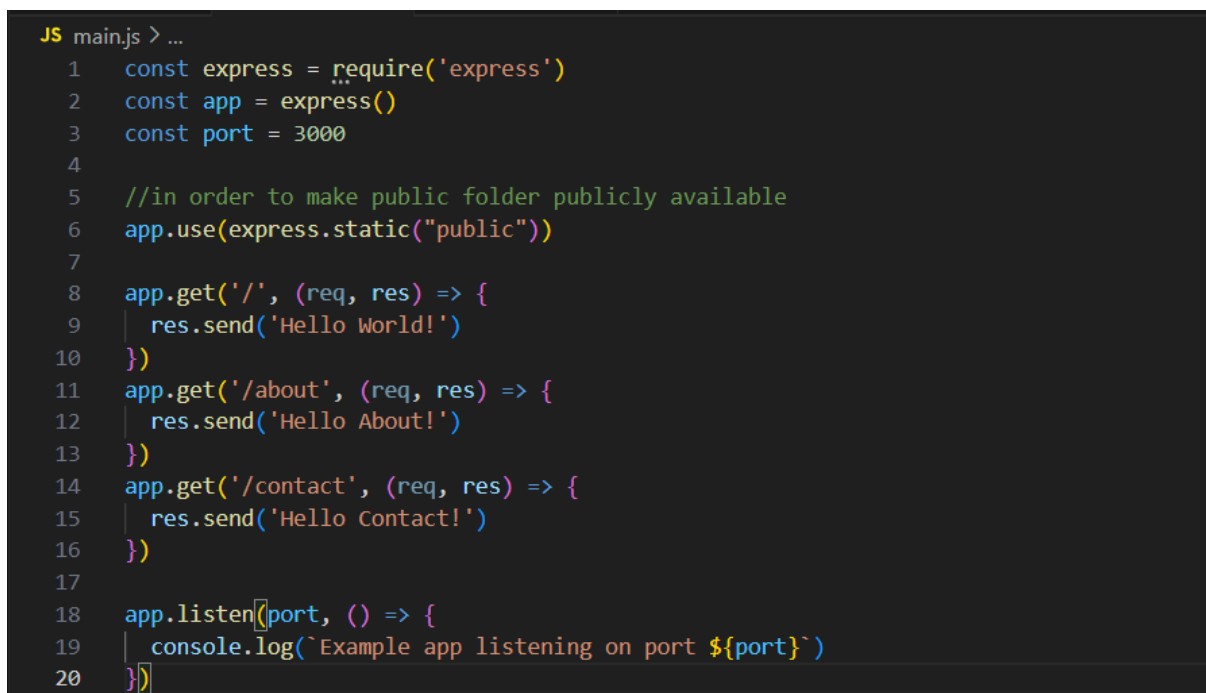 JS main.js > ...
1 const express = require('express')
2 const app = express()
3 const port = 3000
4
5 //in order to make public folder publicly available
6 app.use(express.static("public"))
7
8 app.get('/', (req, res) => {
9   res.send('Hello World!')
10 })
11 app.get('/about', (req, res) => {
12   res.send('Hello About!')
13 })
14 app.get('/contact', (req, res) => {
15   res.send('Hello Contact!')
16 })
17
18 app.listen(port, () => {
19   console.log(`Example app listening on port ${port}`)
20 })